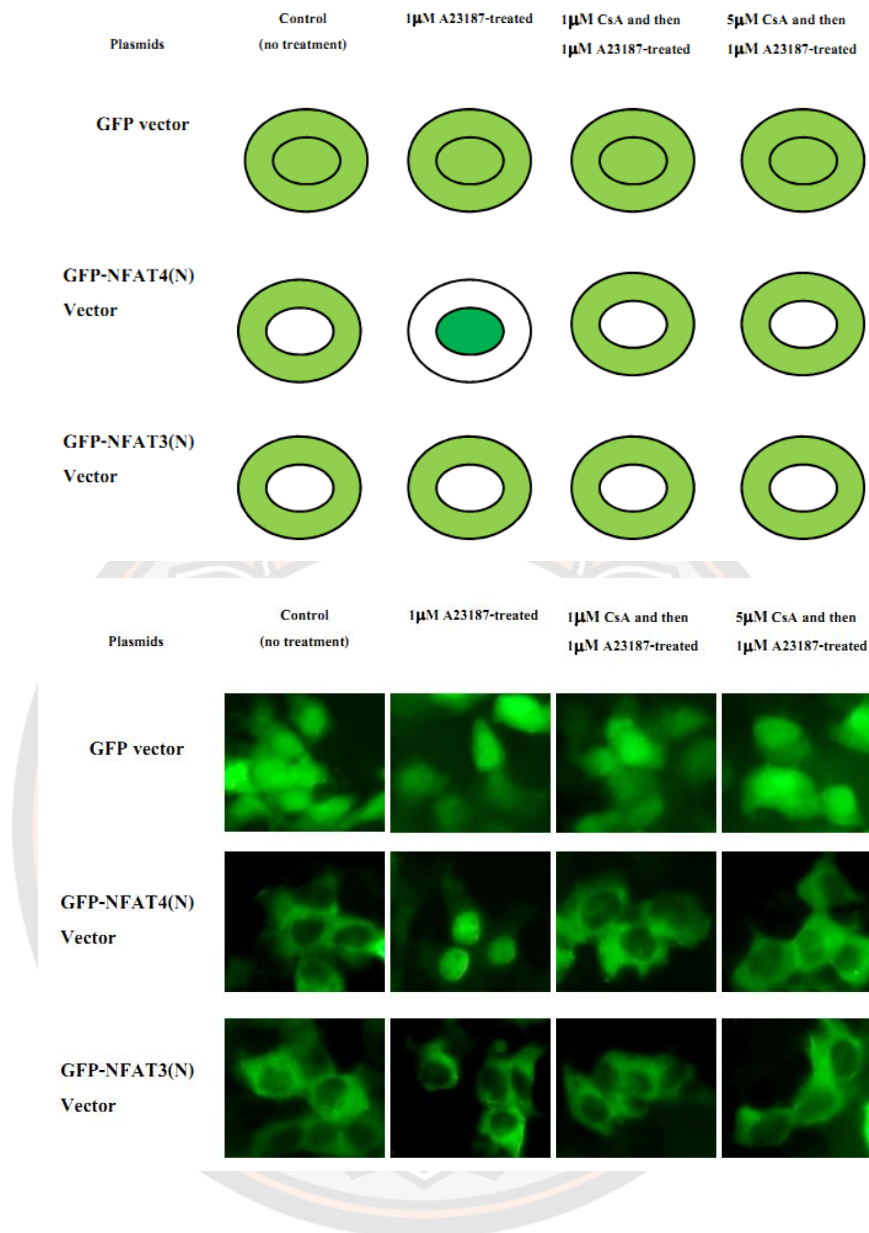 Control
(no treatment)
1μM A23187-treated
1μM CsA and then
1μM A23187-treated
5μM CsA and then
1μM A23187-treated
Plasmids
GFP vector
GFP-NFAT4(N)
Vector
GFP-NFAT3(N)
Vector
Control
(no treatment)
1μM A23187-treated
1μM CsA and then
1μM A23187-treated
5μM CsA and then
1μM A23187-treated
Plasmids
GFP vector
GFP-NFAT4(N)
Vector
GFP-NFAT3(N)
Vector